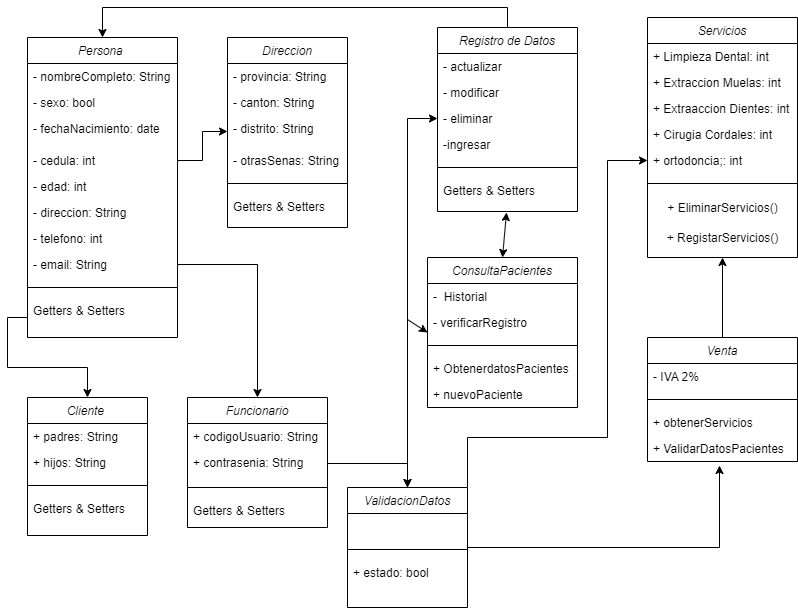 Persona
- nombreCompleto: String
- sexo: bool
- fechaNacimiento: date
- cedula: int
- edad: int
- direccion: String
- telefono: int
- email: String
Getters & Setters
Direccion
- provincia: String
- canton: String
- distrito: String
- otrasSenas: String
Getters & Setters
Registro de Datos
- actualizar
- modificar
- eliminar
-ingresar
Getters & Setters
Servicios
+ Limpieza Dental: int
+ Extraccion Muelas: int
+ Extraaccion Dientes: int
+ Cirugia Cordales: int
+ ortodoncia;: int
+ EliminarServicios()
+ RegistarServicios()
ConsultaPacientes
- Historial
- verificarRegistro
+ ObtenerdatosPacientes
+ nuevoPaciente
Venta
- IVA 2%
+ obtenerServicios
+ ValidarDatosPacientes
Cliente
+ padres: String
+ hijos: String
Getters & Setters
Funcionario
+ codigoUsuario: String
+ contrasenia: String
Getters & Setters
ValidacionDatos
+ estado: bool